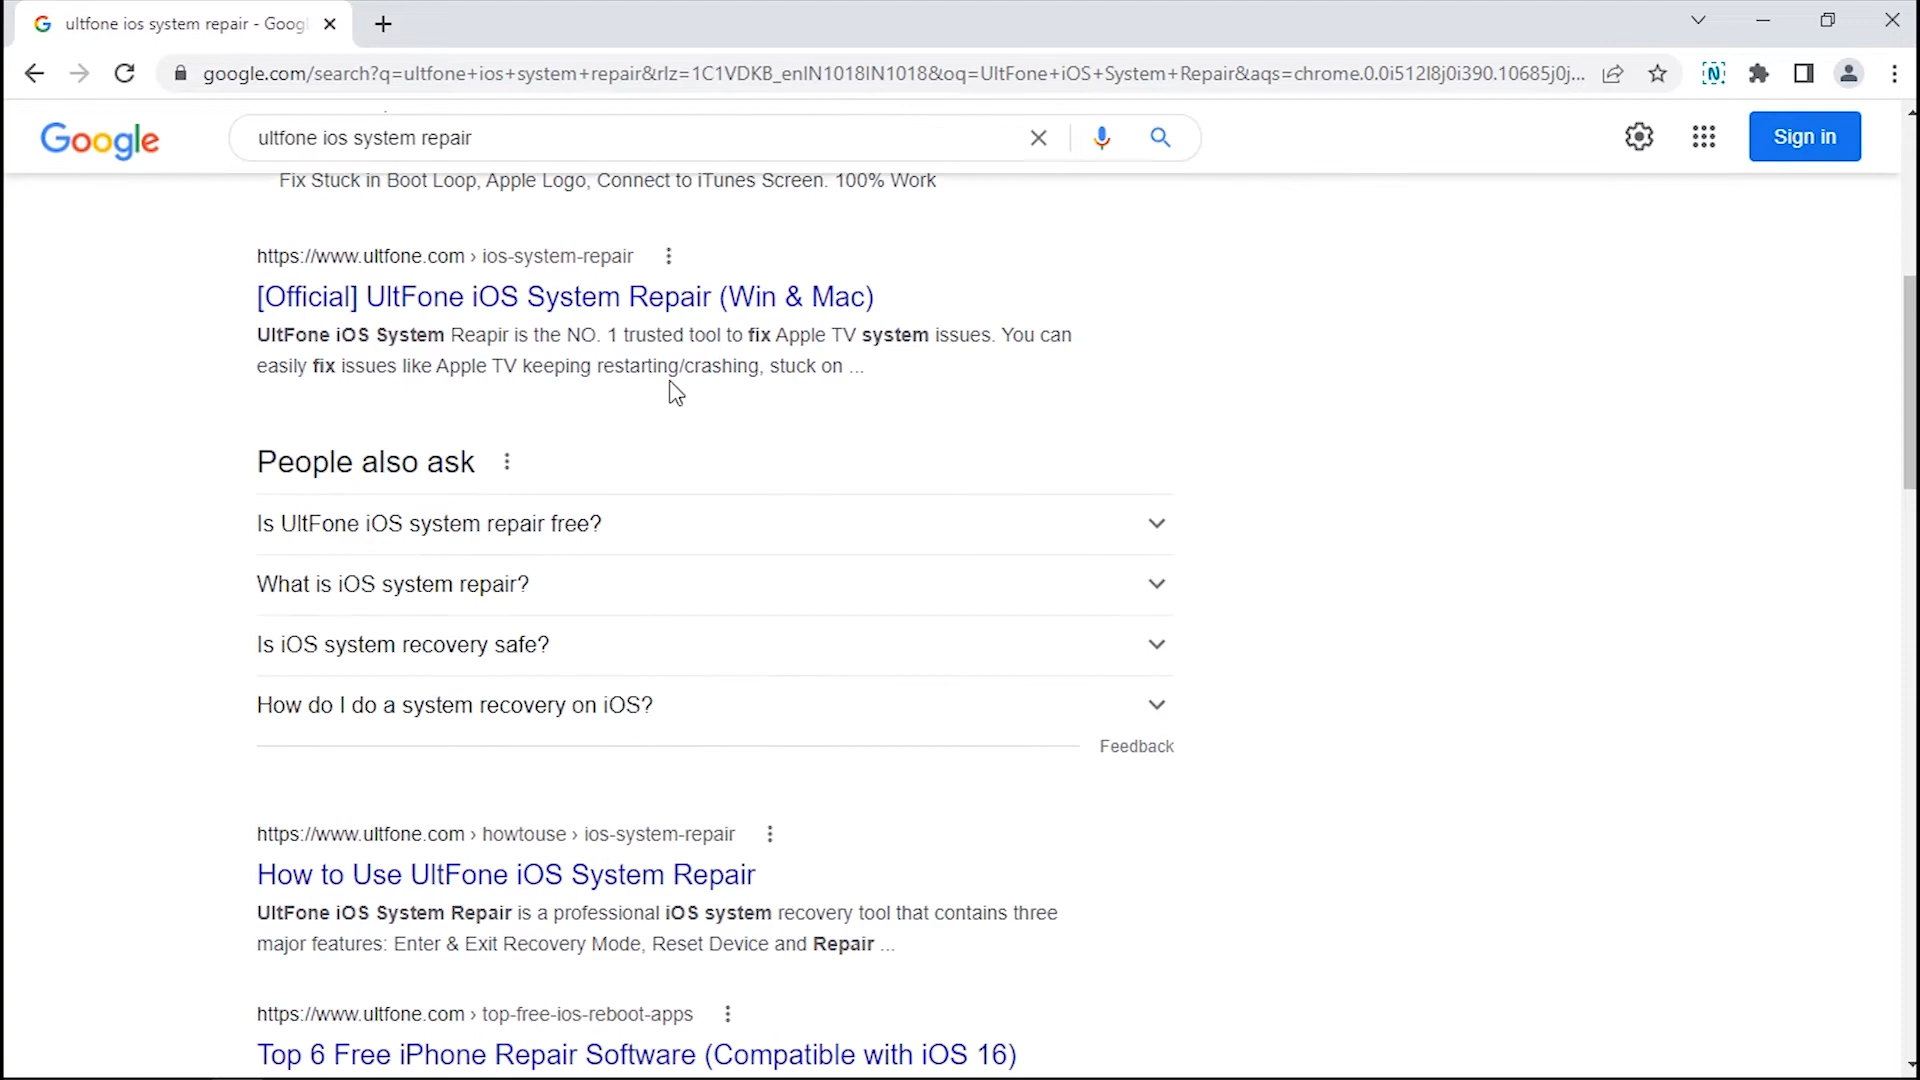 ultfone ios system repair - Goog
google.com/search?q=ultfone+ios+system+repair&rlz=1C1VDKB_enIN1018IN1018&oq=UltFone+iOS+System+Repair&aqs=chrome.0.0i512l8j0i390.10685j0j...
Google
ultfone ios system repair
Sign in
Fix Stuck in Boot Loop, Apple Logo, Connect to iTunes Screen. 100% Work
https://www.ultfone.com › ios-system-repair
[Official] UltFone iOS System Repair (Win & Mac)
UltFone iOS System Reapir is the NO. 1 trusted tool to fix Apple TV system issues. You can
easily fix issues like Apple TV keeping restarting/crashing, stuck on ...
People also ask
Is UltFone iOS system repair free?
What is iOS system repair?
Is iOS system recovery safe?
How do I do a system recovery on iOS?
Feedback
https://www.ultfone.com › howtouse › ios-system-repair
How to Use UltFone iOS System Repair
UltFone iOS System Repair is a professional iOS system recovery tool that contains three
major features: Enter & Exit Recovery Mode, Reset Device and Repair ...
https://www.ultfone.com › top-free-ios-reboot-apps
Top 6 Free iPhone Repair Software (Compatible with iOS 16)